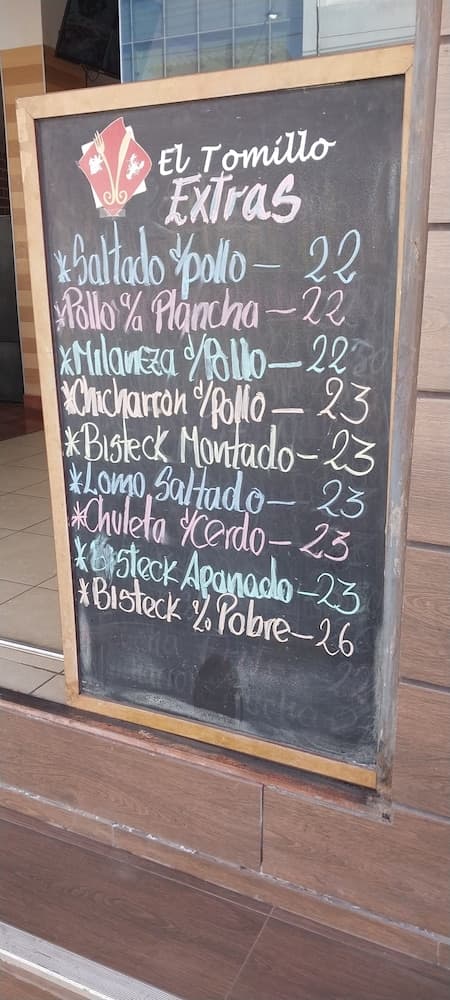 El Tomillo
Extras
*Saltado d/pollo — 22
*Pollo %a Plancha — 22
*Milaneza d/Pollo — 22
*Chicharrón d/Pollo — 23
*Bisteck Montado — 23
*Lomo Saltado — 23
*Chuleta d/Cerdo — 23
*Bisteck Apanado — 23
*Bisteck %. Pobre — 26